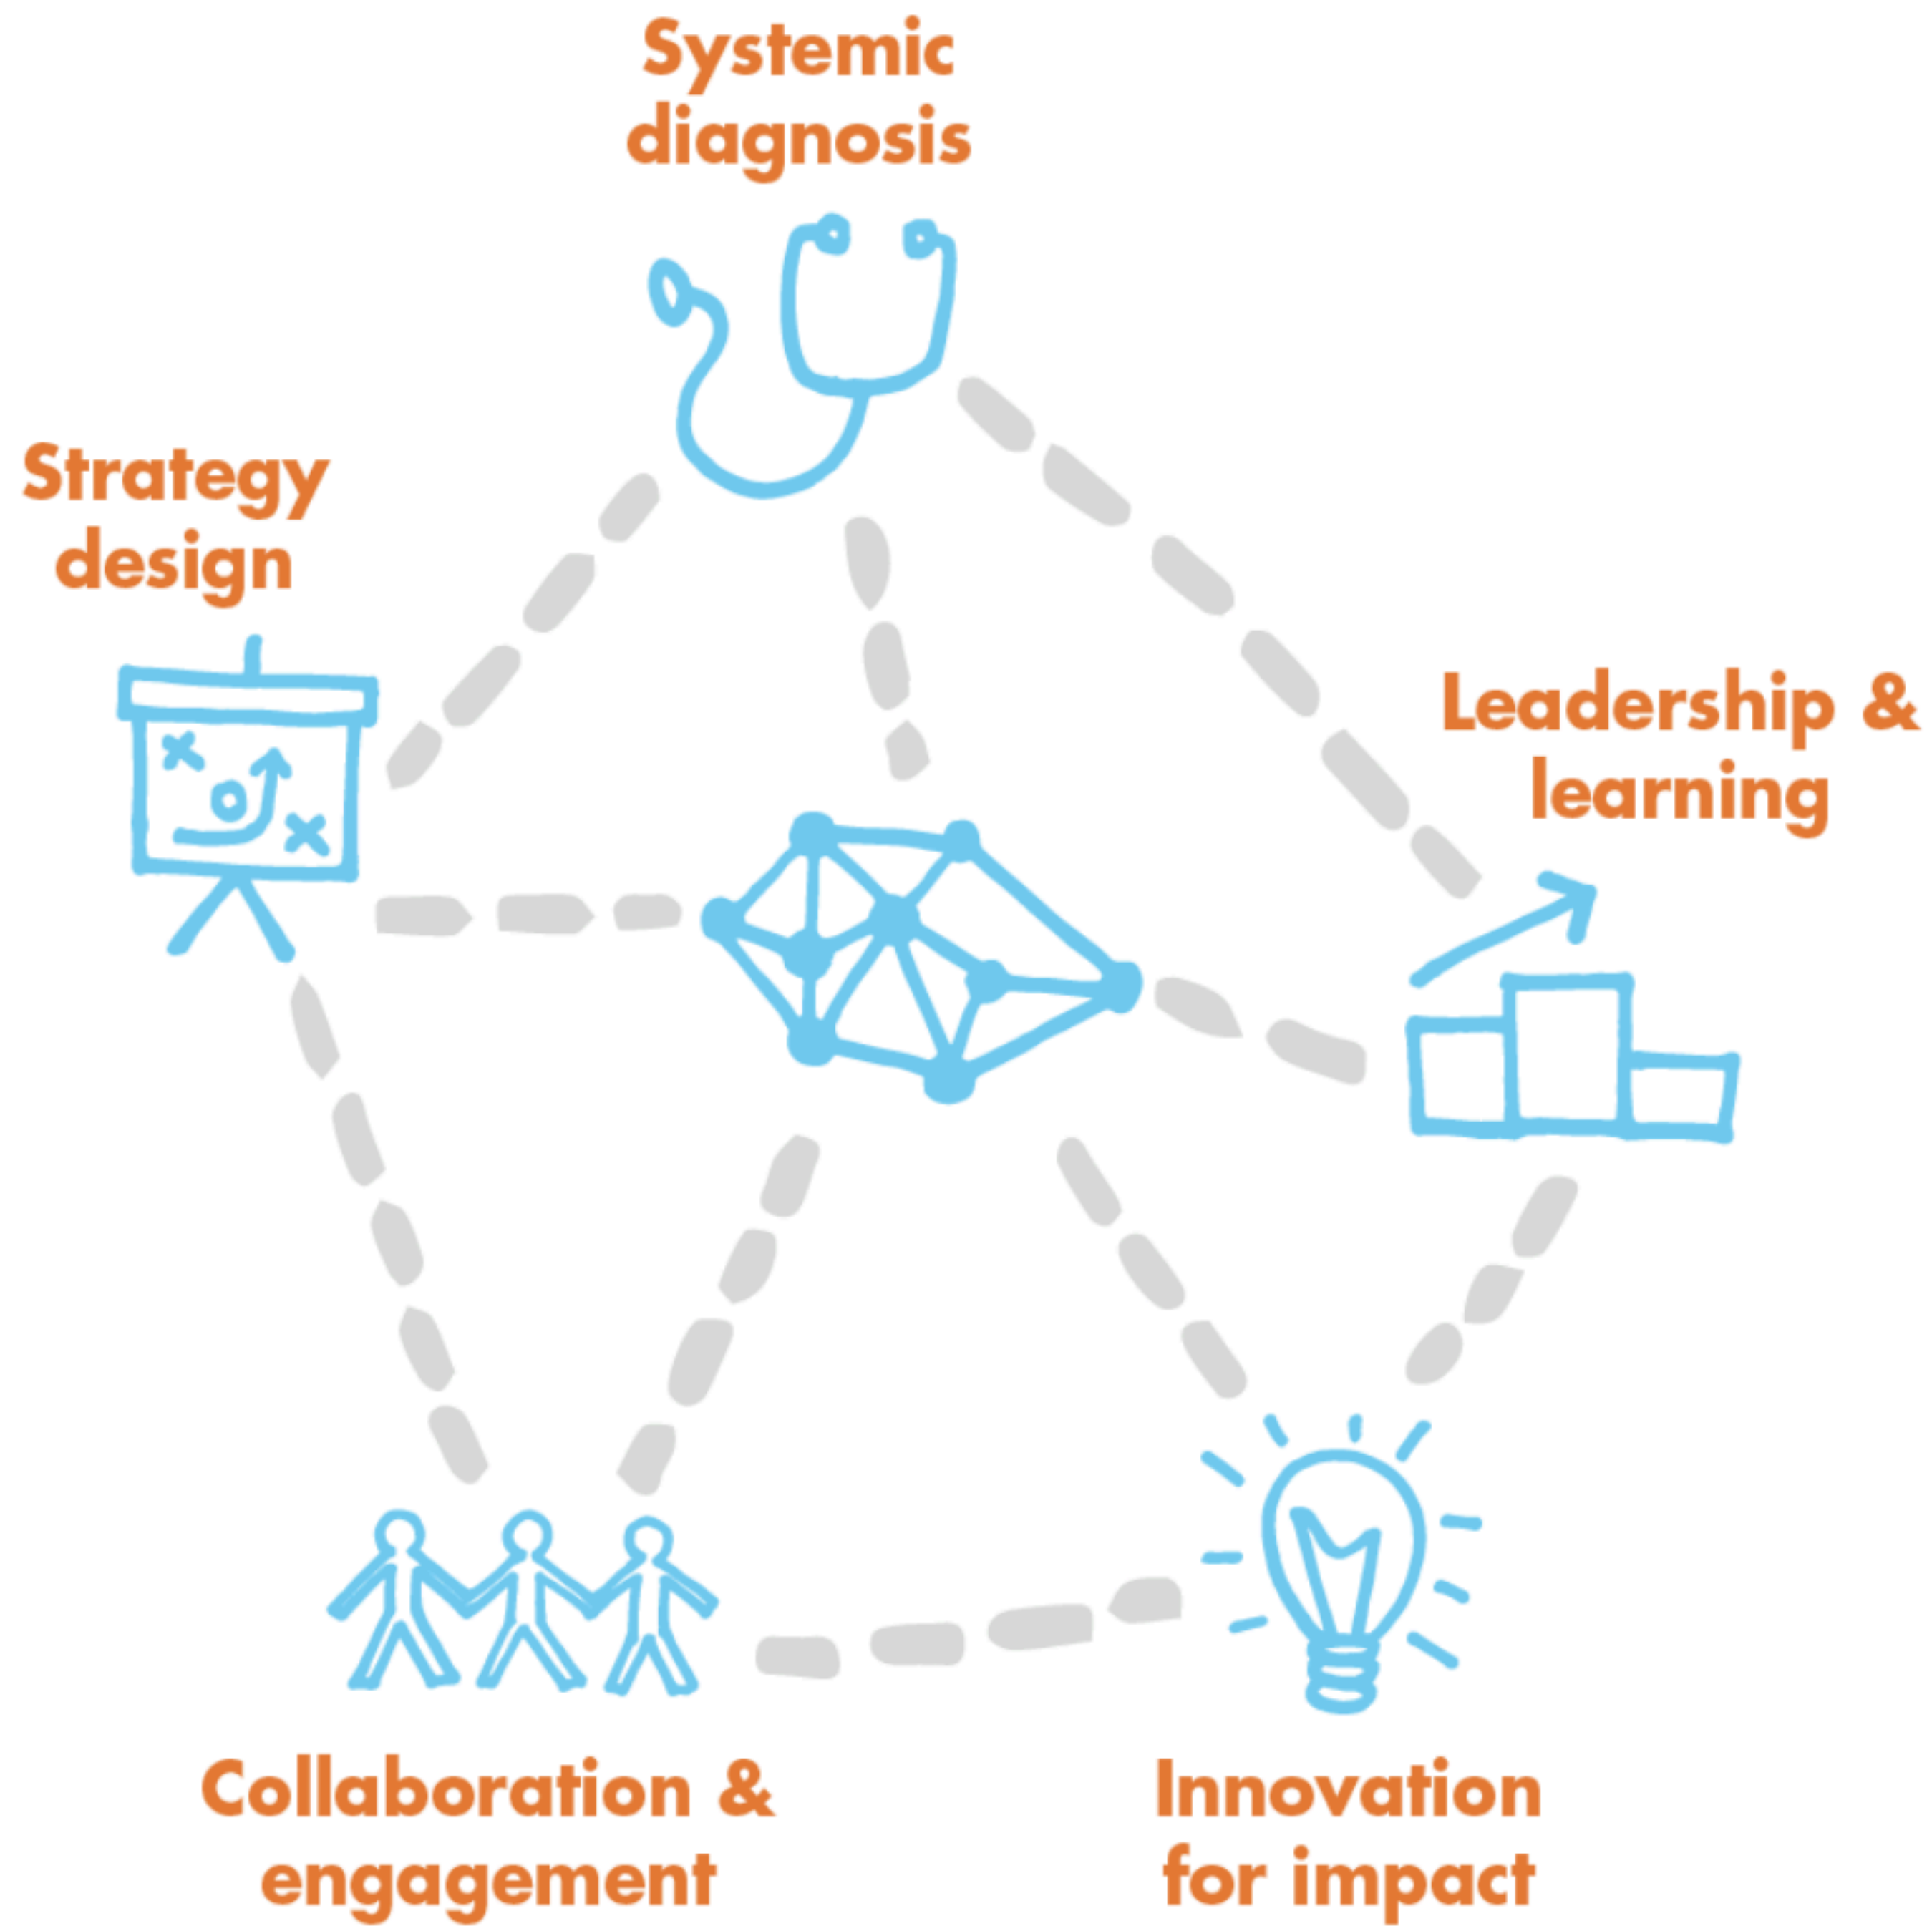 Systemic
diagnosis
Strategy
design
Leadership &
learning
Collaboration &
engagement
Innovation
for impact